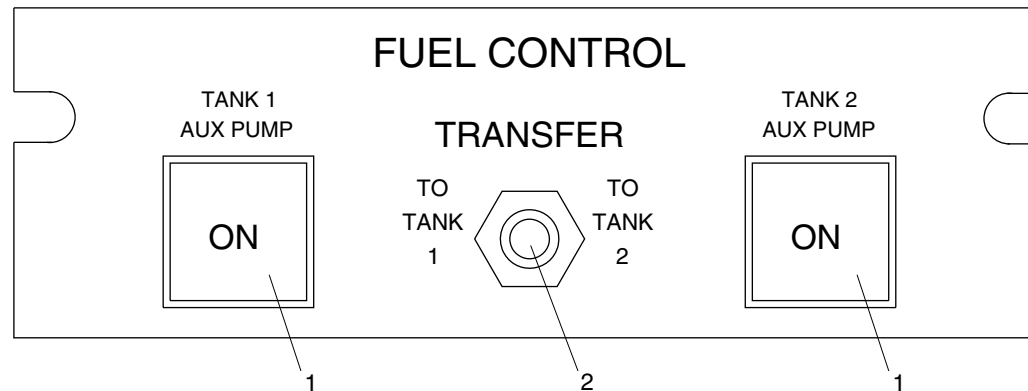 FUEL CONTROL
TANK 1
AUX PUMP
TRANSFER
TANK 2
AUX PUMP
ON
TO
TANK
1
TO
TANK
2
ON
1
2
1